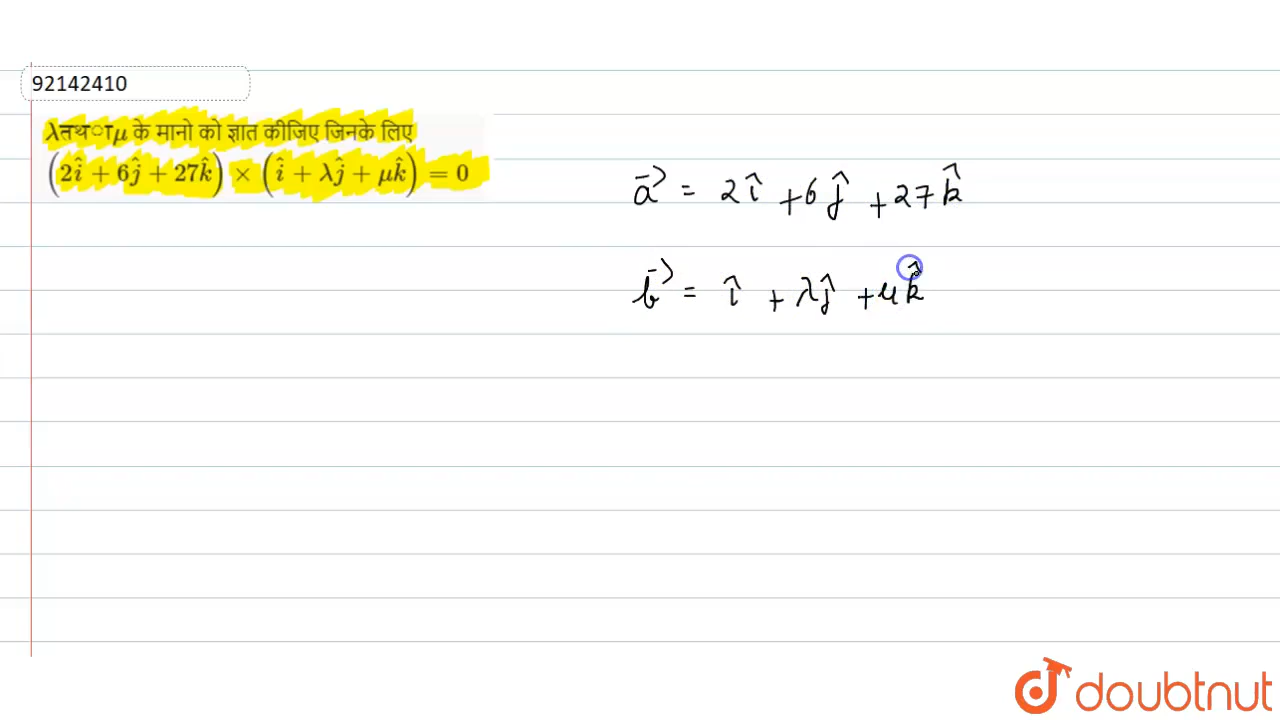 92142410
λतथाμ के मानो को ज्ञात कीजिए जिनके लिए
(2î + 6ĵ + 27k̂) × (î + λĵ + μk̂) = 0
a⃗ = 2î + 6ĵ + 27k̂
b⃗ = î + λĵ + μk̂
doubtnut